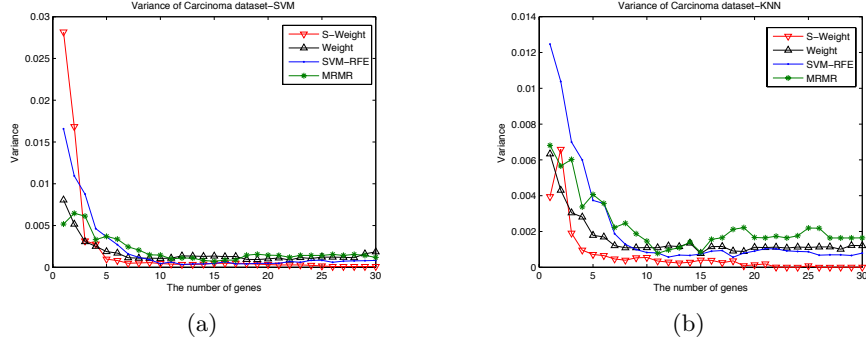 Variance of Carcinoma dataset-SVM
0.03
0.025
0.02
0.015
0.01
0.005
0
Variance
S-Weight
Weight
SVM-RFE
MRMR
0 5 10 15 20 25 30
The number of genes
(a)
Variance of Carcinoma dataset-KNN
0.014
0.012
0.01
0.008
0.006
0.004
0.002
0
Variance
S-Weight
Weight
SVM-RFE
MRMR
0 5 10 15 20 25 30
The number of genes
(b)